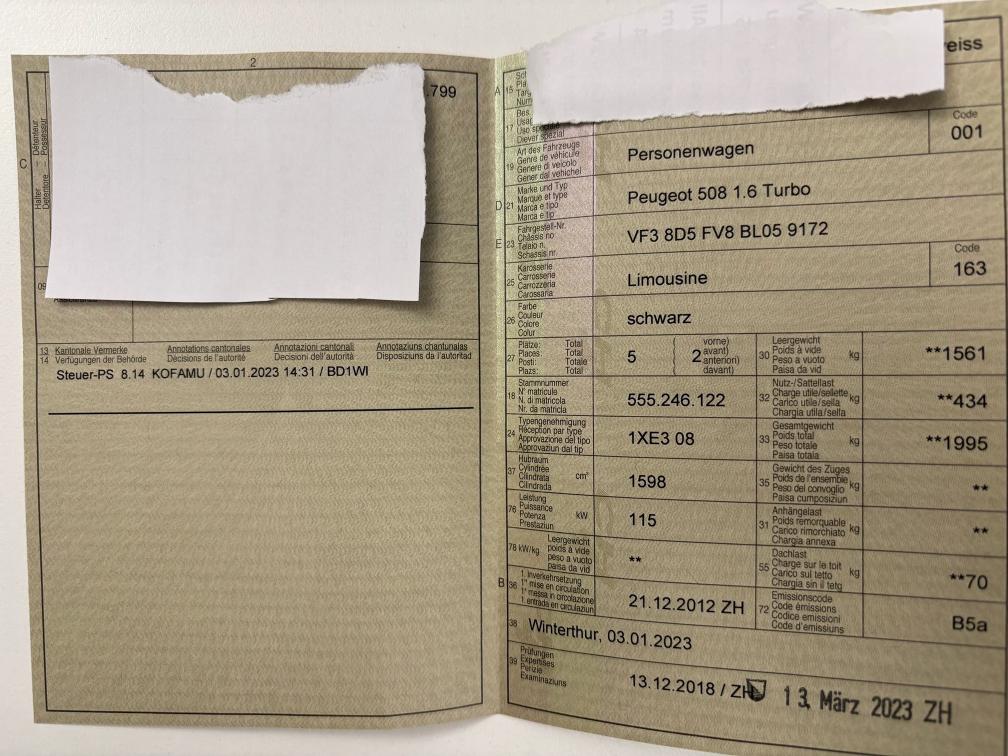 2
.799
C
Halter Détenteur
Detentore Possessur
09
13 Kantonale Vermerke Annotations cantonales Annotazioni cantonali Annotaziuns chantunalas
14 Verfügungen der Behörde Décisions de l'autorité Decisioni dell'autorità Disposiziuns da l'autoritad
Steuer-PS 8.14 KOFAMU / 03.01.2023 14:31 / BD1WI
eiss
A 15
Num
17
Uso speciale
Diever spezial
Code
001
19
Art des Fahrzeugs
Genre de véhicule
Genere di veicolo
Gener dal vehichel
Personenwagen
D 21
Marke und Typ
Marque et type
Marca e tipo
Marca e tip
Peugeot 508 1.6 Turbo
E 23
Fahrgestell-Nr.
Châssis no
Telaio n.
Schassis nr.
VF3 8D5 FV8 BL05 9172
25
Karosserie
Carrosserie
Carrozzeria
Carossaria
Limousine
Code
163
26
Farbe
Couleur
Colore
Colur
schwarz
27
Plätze: Total
Places: Total
Posti: Totale
Plazs: Total
5
2
vorne)
avant)
anteriori)
davant)
30
Leergewicht
Poids à vide
Peso a vuoto
Paisa da vid
kg
**1561
18
Stammnummer
N° matricule
N. di matricola
Nr. da matricla
555.246.122
32
Nutz-/Sattellast
Charge utile/sellette
Carico utile/sella
Chargia utila/sella
kg
**434
24
Typengenehmigung
Réception par type
Approvazione del tipo
Approvaziun dal tip
1XE3 08
33
Gesamtgewicht
Poids total
Peso totale
Paisa totala
kg
**1995
37
Hubraum
Cylindrée
Cilindrata
Cilindrada
cm³
1598
35
Gewicht des Zuges
Poids de l'ensemble
Peso del convoglio
Paisa cumposiziun
kg
**
76
Leistung
Puissance
Potenza
Prestaziun
kW
115
31
Anhängelast
Poids remorquable
Carico rimorchiato
Chargia annexa
kg
**
78 kW/kg
Leergewicht
poids à vide
peso a vuoto
paisa da vid
**
55
Dachlast
Charge sur le toit
Carico sul tetto
Chargia sin il tetg
kg
**70
B 36
1. Inverkehrsetzung
1re mise en circulation
1a messa in circolazione
1. entrada en circulaziun
21.12.2012 ZH
72
Emissionscode
Code émissions
Codice emissioni
Code d'emissiuns
B5a
38
Winterthur, 03.01.2023
39
Prüfungen
Expertises
Perizie
Examinaziuns
13.12.2018 / ZH
13. März 2023 ZH